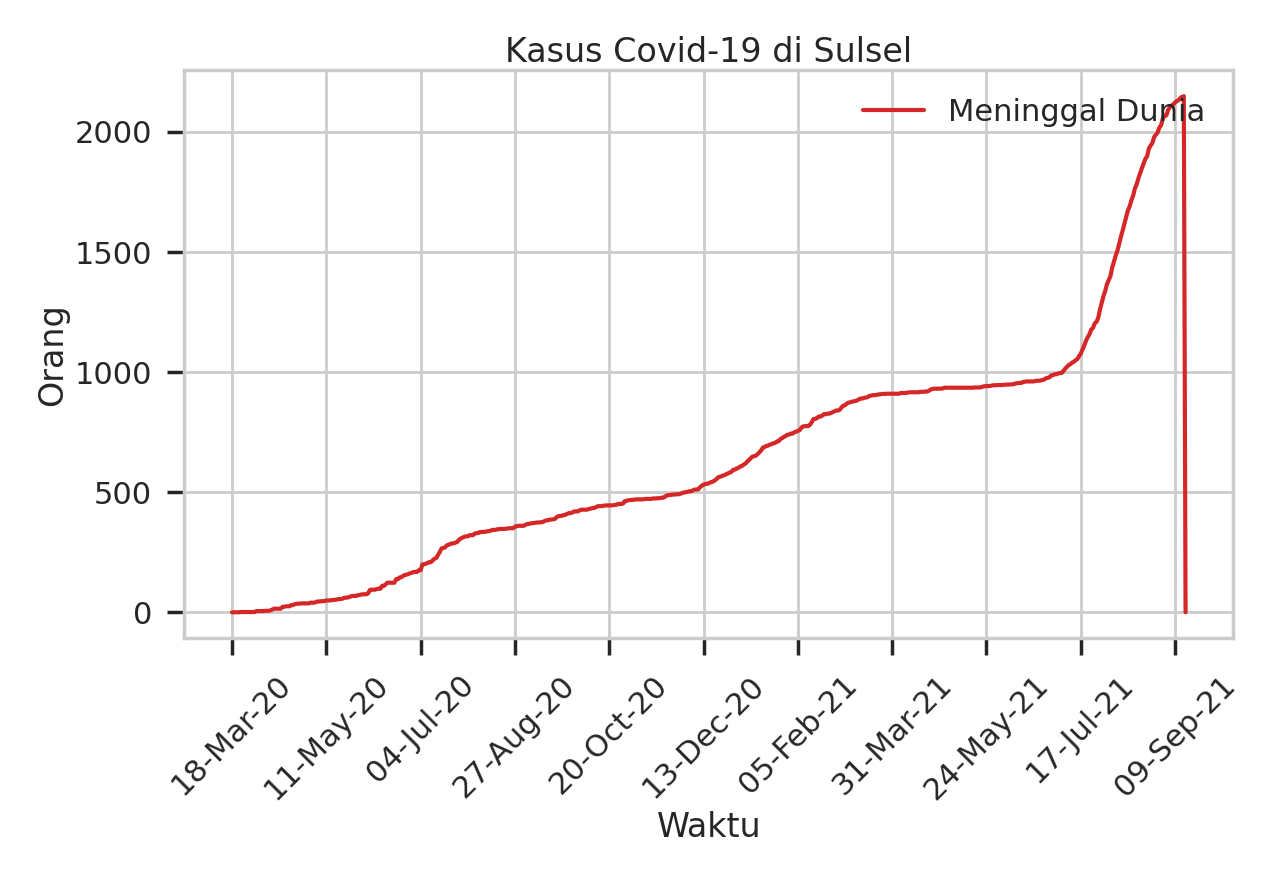 Kasus Covid-19 di Sulsel
Meninggal Dunia
Orang
2000
1500
1000
500
0
18-Mar-20
11-May-20
04-Jul-20
27-Aug-20
20-Oct-20
13-Dec-20
05-Feb-21
31-Mar-21
24-May-21
17-Jul-21
09-Sep-21
Waktu